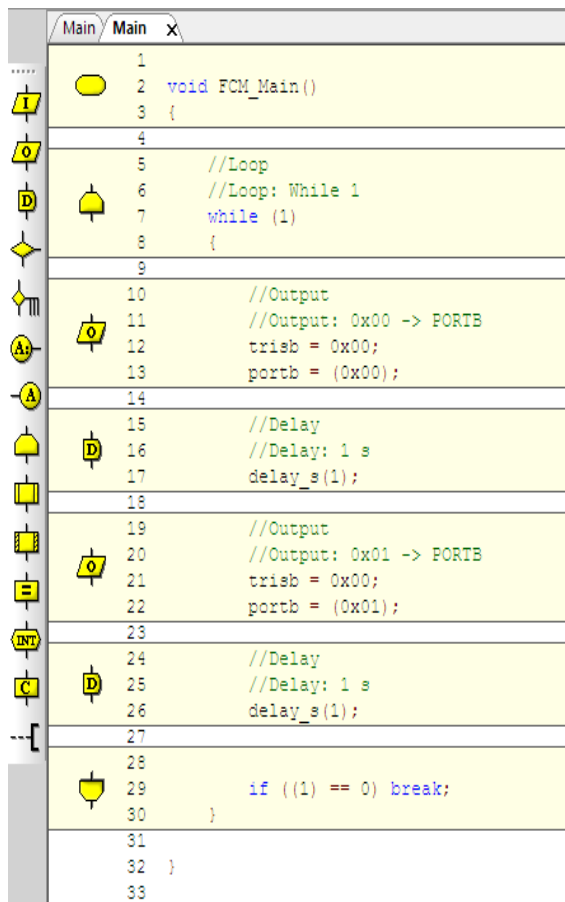 Main Main x
1
2 void FCM_Main()
3 {
4
5 //Loop
6 //Loop: While 1
7 while (1)
8 {
9
10 //Output
11 //Output: 0x00 -> PORTB
12 trisb = 0x00;
13 portb = (0x00);
14
15 //Delay
16 //Delay: 1 s
17 delay_s(1);
18
19 //Output
20 //Output: 0x01 -> PORTB
21 trisb = 0x00;
22 portb = (0x01);
23
24 //Delay
25 //Delay: 1 s
26 delay_s(1);
27
28
29 if ((1) == 0) break;
30 }
31
32 }
33
I
O
D
A:
A
=
INT
C
O
D
O
D